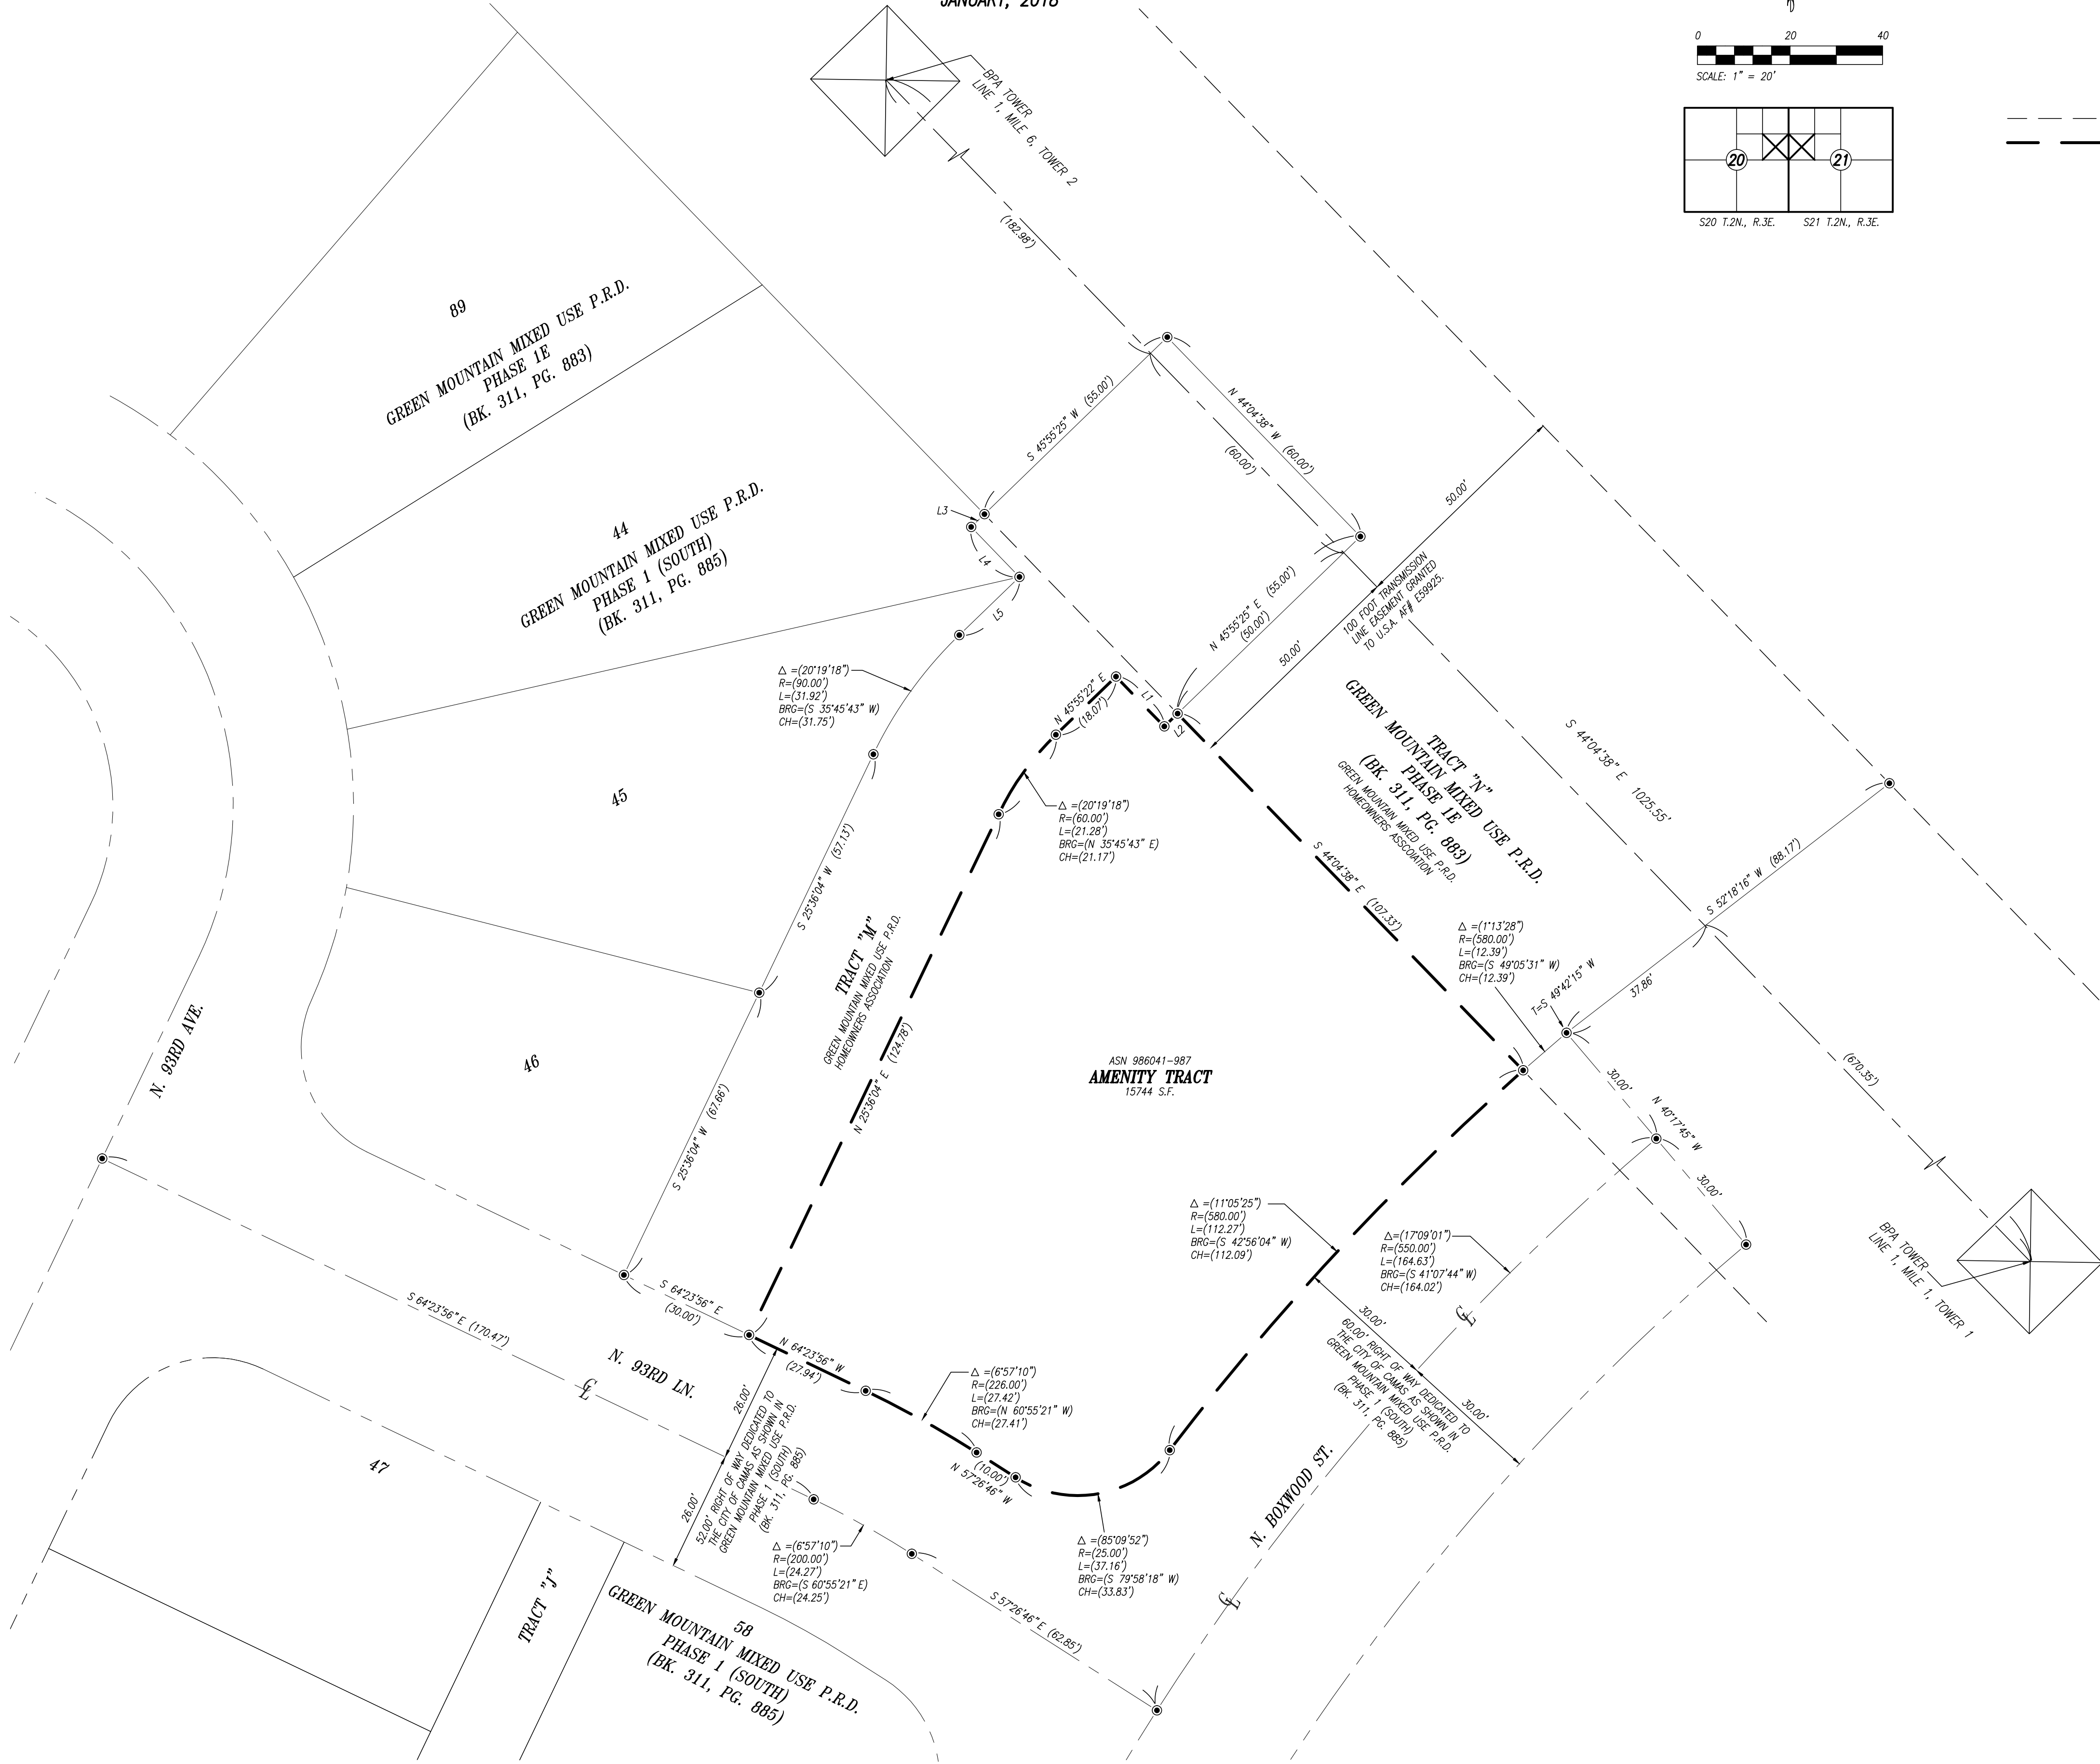 JANUARY, 2018
0 20 40
SCALE: 1" = 20'
20 21
S20 T.2N., R.3E. S21 T.2N., R.3E.
BPA TOWER
LINE 1, MILE 6, TOWER 2
(182.98')
89
GREEN MOUNTAIN MIXED USE P.R.D.
PHASE 1E
(BK. 311, PG. 883)
S 45°55'25" W (55.00')
N 44°04'38" W (60.00')
(60.00')
L3
L4
L5
44
GREEN MOUNTAIN MIXED USE P.R.D.
PHASE 1 (SOUTH)
(BK. 311, PG. 885)
50.00'
100 FOOT TRANSMISSION
LINE EASEMENT GRANTED
TO U.S.A. AF# E59925.
50.00'
N 45°55'25" E (55.00')
(50.00')
Δ =(20°19'18")
R=(90.00')
L=(31.92')
BRG=(S 35°45'43" W)
CH=(31.75')
N 45°55'22" E
(18.07')
L1
L2
TRACT "N"
GREEN MOUNTAIN MIXED USE P.R.D.
PHASE 1E
(BK. 311, PG. 883)
GREEN MOUNTAIN MIXED USE P.R.D.
HOMEOWNERS ASSCOIATION
S 44°04'38" E 1025.55'
45
Δ =(20°19'18")
R=(60.00')
L=(21.28')
BRG=(N 35°45'43" E)
CH=(21.17')
S 25°36'04" W (57.13')
S 44°04'38" E (107.33')
S 52°18'16" W (88.17')
TRACT "M"
GREEN MOUNTAIN MIXED USE P.R.D.
HOMEOWNERS ASSOCIATION
N 25°36'04" E (124.78')
Δ =(1°13'28")
R=(580.00')
L=(12.39')
BRG=(S 49°05'31" W)
CH=(12.39')
T=S 49°42'15" W
37.86'
46
N. 93RD AVE.
S 25°36'04" W (67.66')
ASN 986041-987
AMENITY TRACT
15744 S.F.
30.00'
N 40°17'45" W
30.00'
(670.35')
BPA TOWER
LINE 1, MILE 1, TOWER 1
Δ =(11°05'25")
R=(580.00')
L=(112.27')
BRG=(S 42°56'04" W)
CH=(112.09')
Δ=(17°09'01")
R=(550.00')
L=(164.63')
BRG=(S 41°07'44" W)
CH=(164.02')
CL
S 64°23'56" E (170.47')
S 64°23'56" E
(30.00')
N 64°23'56" W
(27.94')
N. 93RD LN.
CL
26.00'
26.00'
52.00' RIGHT OF WAY DEDICATED TO
THE CITY OF CAMAS AS SHOWN IN
GREEN MOUNTAIN MIXED USE P.R.D.
PHASE 1 (SOUTH)
(BK. 311, PG. 885)
Δ =(6°57'10")
R=(226.00')
L=(27.42')
BRG=(N 60°55'21" W)
CH=(27.41')
(10.00')
N 57°26'46" W
30.00'
60.00' RIGHT OF WAY DEDICATED TO
THE CITY OF CAMAS AS SHOWN IN
GREEN MOUNTAIN MIXED USE P.R.D.
PHASE 1 (SOUTH)
(BK. 311, PG. 885)
30.00'
N. BOXWOOD ST.
CL
47
Δ =(6°57'10")
R=(200.00')
L=(24.27')
BRG=(S 60°55'21" E)
CH=(24.25')
Δ =(85°09'52")
R=(25.00')
L=(37.16')
BRG=(S 79°58'18" W)
CH=(33.83')
S 57°26'46" E (62.85')
TRACT "J"
58
GREEN MOUNTAIN MIXED USE P.R.D.
PHASE 1 (SOUTH)
(BK. 311, PG. 885)